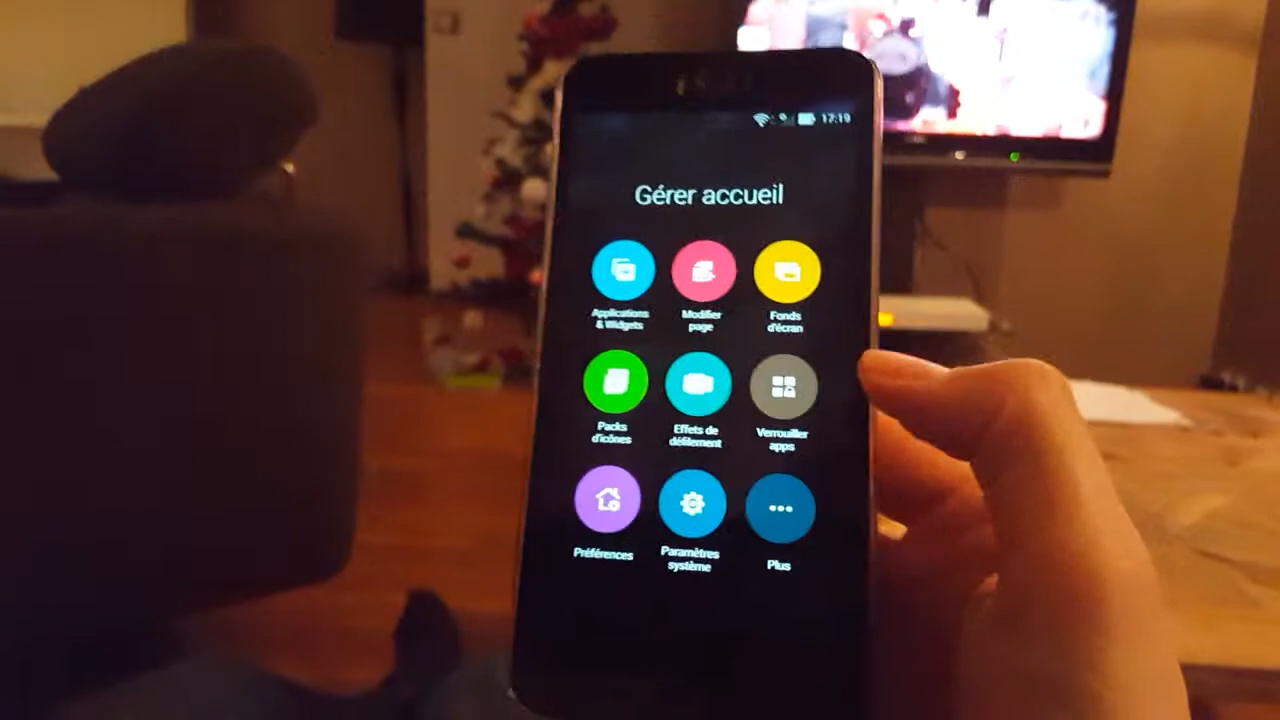 17:19
Gérer accueil
Applications
& Widgets
Modifier
page
Fonds
d'écran
Packs
d'icônes
Effets de
défilement
Verrouiller
apps
Préférences
Paramètres
système
Plus